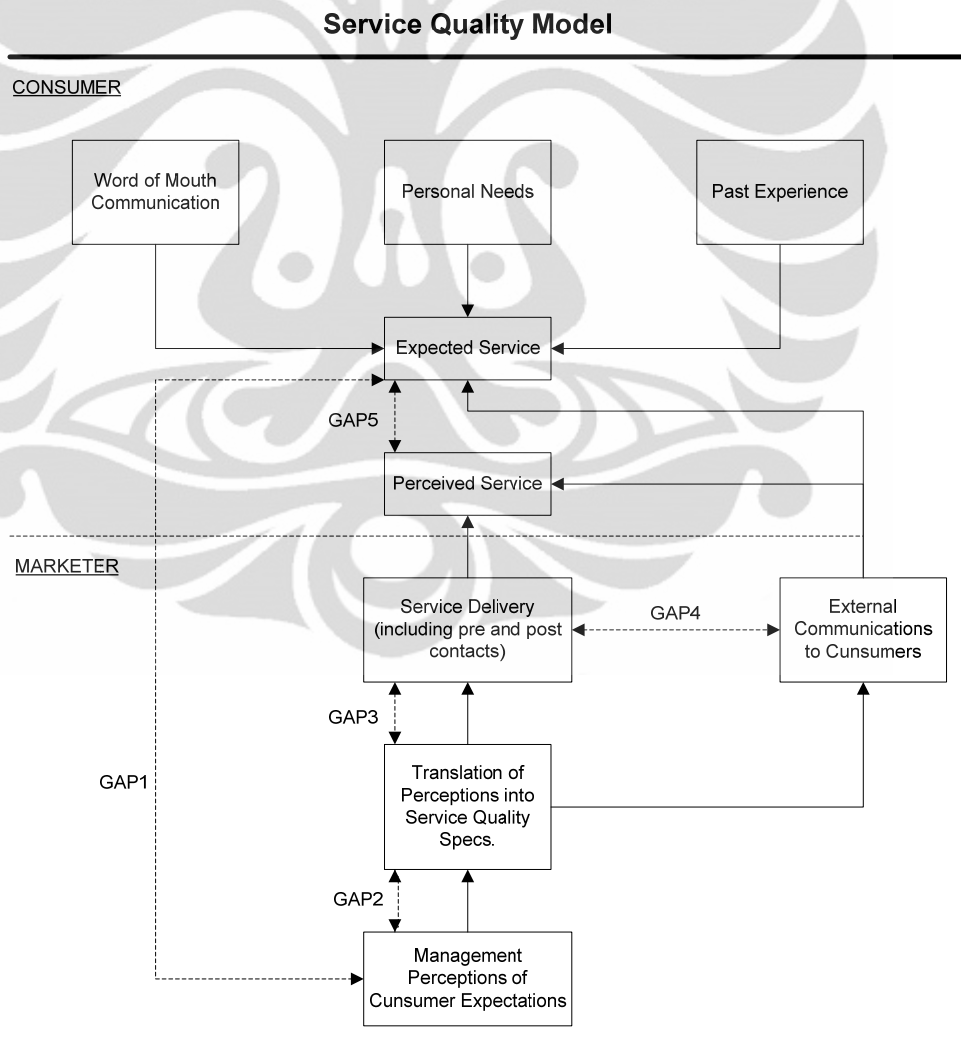 Service Quality Model
CONSUMER
Word of Mouth
Communication
Personal Needs
Past Experience
Expected Service
GAP5
Perceived Service
MARKETER
Service Delivery
(including pre and post
contacts)
GAP4
External
Communications
to Cunsumers
GAP3
Translation of
Perceptions into
Service Quality
Specs.
GAP1
GAP2
Management
Perceptions of
Cunsumer Expectations